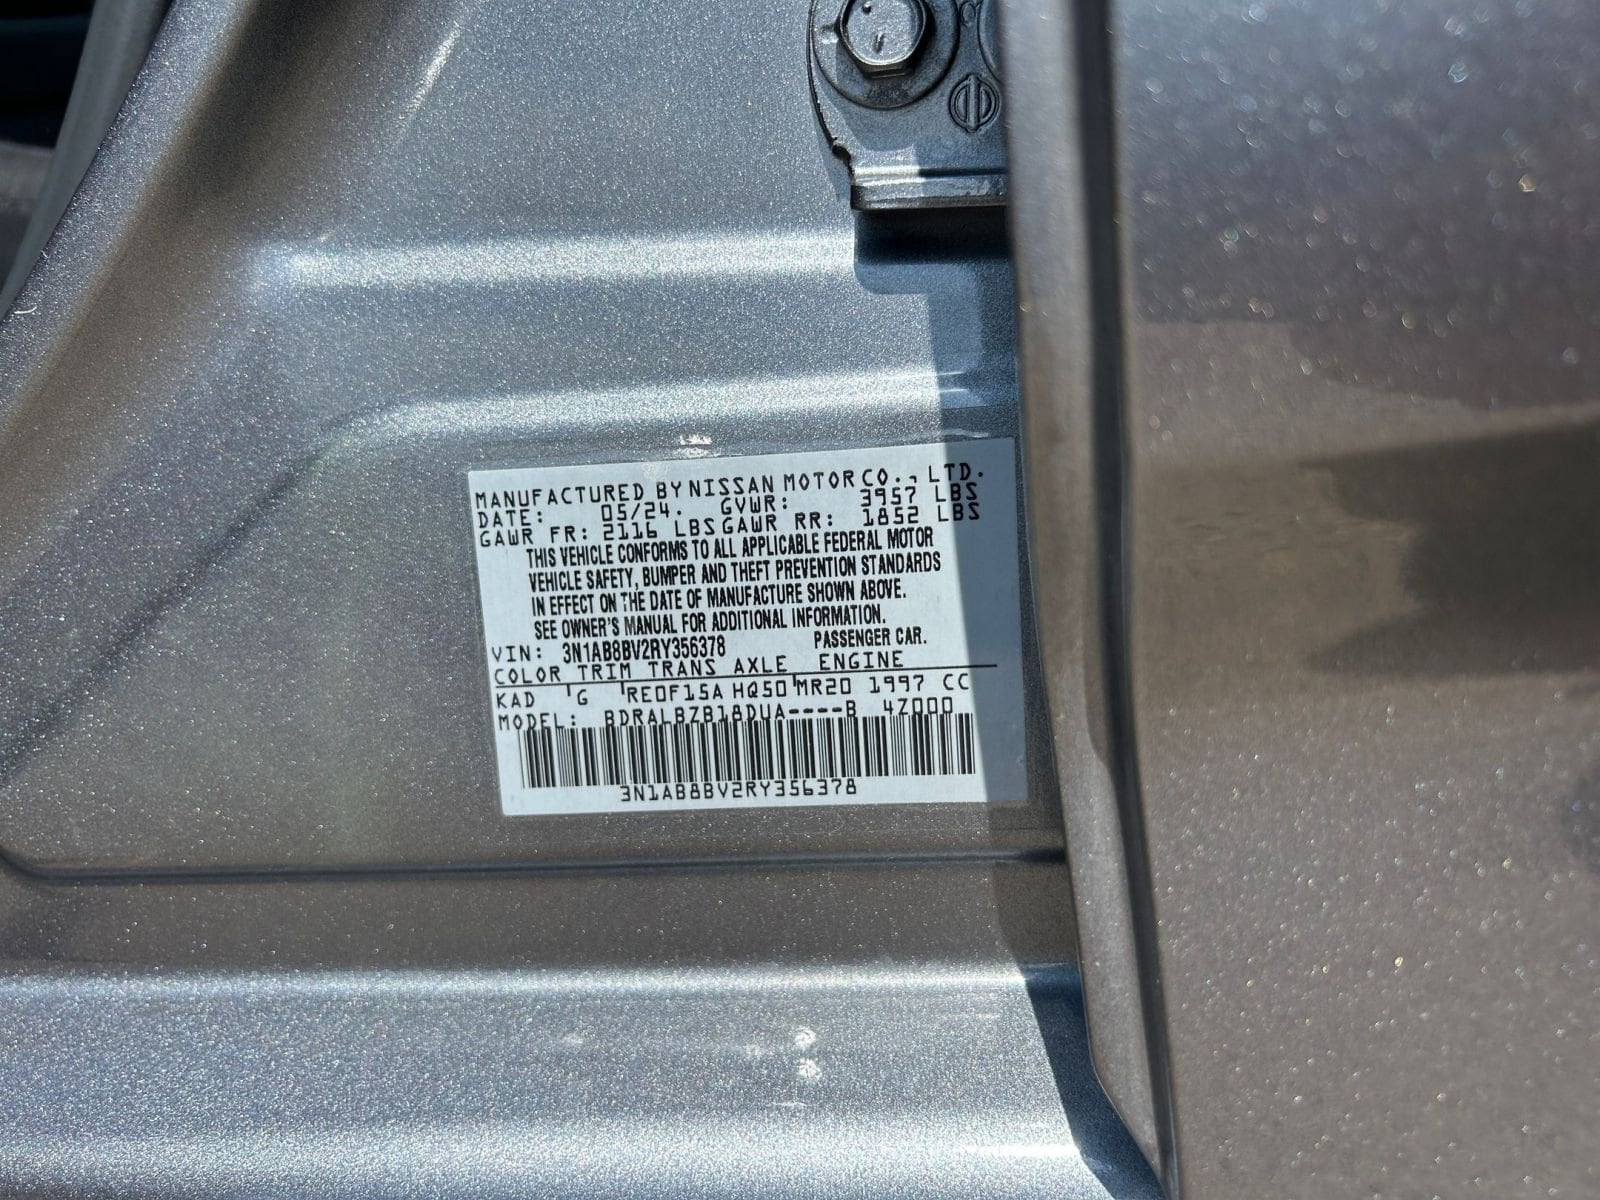 MANUFACTURED BY NISSAN MOTOR CO., LTD.
DATE: 05/24. GVWR: 3957 LBS
GAWR FR: 2116 LBS GAWR RR: 1852 LBS
THIS VEHICLE CONFORMS TO ALL APPLICABLE FEDERAL MOTOR
VEHICLE SAFETY, BUMPER AND THEFT PREVENTION STANDARDS
IN EFFECT ON THE DATE OF MANUFACTURE SHOWN ABOVE.
SEE OWNER'S MANUAL FOR ADDITIONAL INFORMATION.
VIN: 3N1AB8BV2RY356378 PASSENGER CAR.
COLOR TRIM TRANS AXLE ENGINE
KAD G RE0F15A HQ50 MR20 1997 CC
MODEL: BDRALBZB18DUA----B 4Z000
3N1AB8BV2RY356378